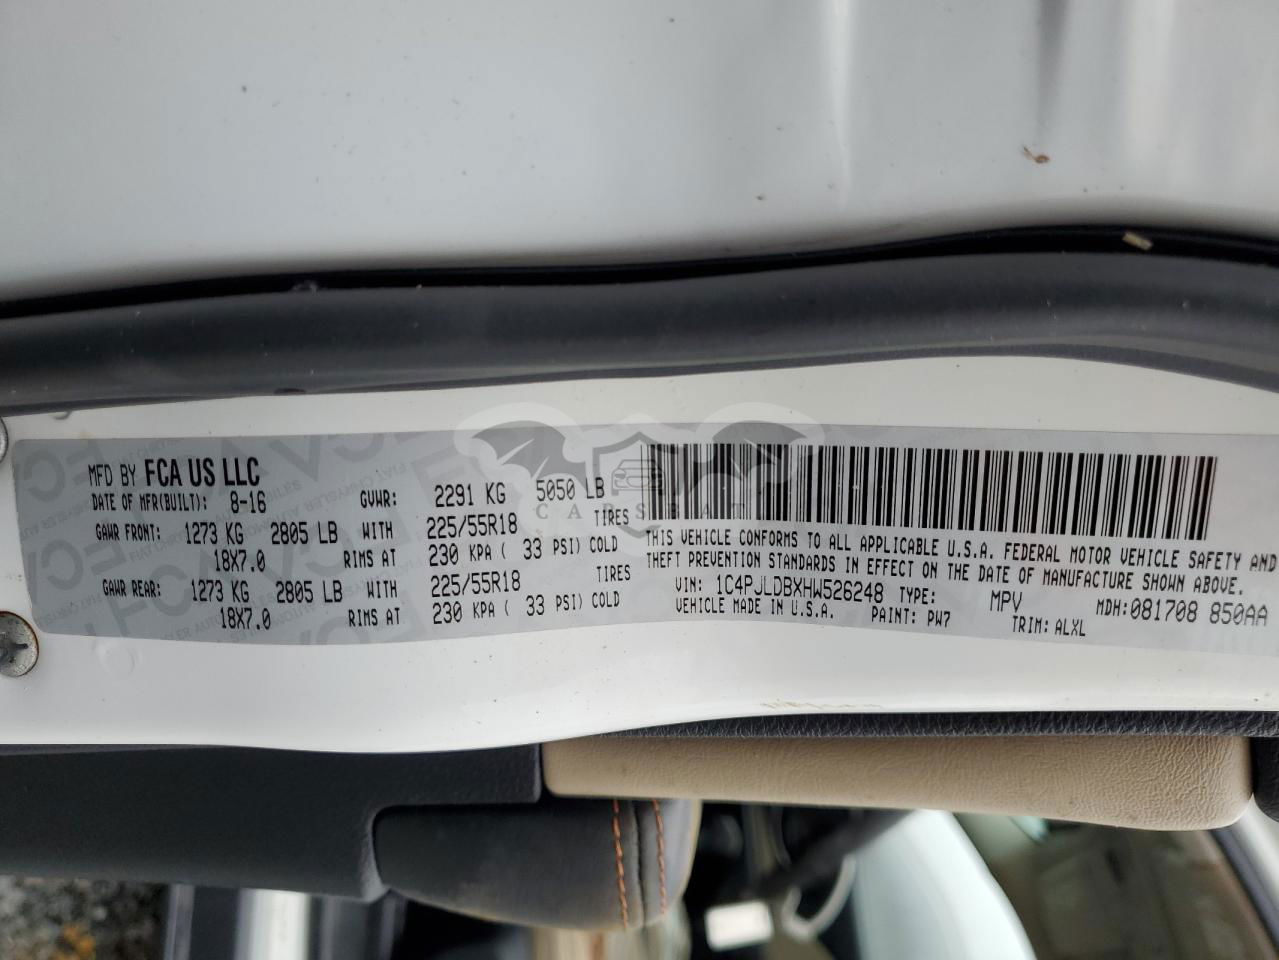 MFD BY FCA US LLC
DATE OF MFR(BUILT): 8-16 GVWR: 2291 KG 5050 LB
GAWR FRONT: 1273 KG 2805 LB WITH 225/55R18 TIRES
18X7.0 RIMS AT 230 KPA ( 33 PSI) COLD
GAWR REAR: 1273 KG 2805 LB WITH 225/55R18 TIRES
18X7.0 RIMS AT 230 KPA ( 33 PSI) COLD
THIS VEHICLE CONFORMS TO ALL APPLICABLE U.S.A. FEDERAL MOTOR VEHICLE SAFETY AND
THEFT PREVENTION STANDARDS IN EFFECT ON THE DATE OF MANUFACTURE SHOWN ABOVE.
VIN: 1C4PJLDBXHW526248 TYPE: MPV MDH:081708 850AA
VEHICLE MADE IN U.S.A. PAINT: PW7 TRIM: ALXL
CARSBAT